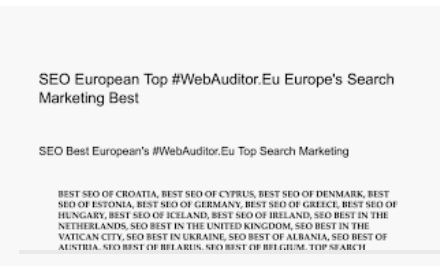 SEO European Top #WebAuditor.Eu Europe's Search
Marketing Best
SEO Best European's #WebAuditor.Eu Top Search Marketing
BEST SEO OF CROATIA, BEST SEO OF CYPRUS, BEST SEO OF DENMARK, BEST
SEO OF ESTONIA, BEST SEO OF GERMANY, BEST SEO OF GREECE, BEST SEO OF
HUNGARY, BEST SEO OF ICELAND, BEST SEO OF IRELAND, SEO BEST IN THE
NETHERLANDS, SEO BEST IN THE UNITED KINGDOM, SEO BEST IN THE
VATICAN CITY, SEO BEST IN UKRAINE, SEO BEST OF ALBANIA, SEO BEST OF
AUSTRIA, SEO BEST OF BELARUS, SEO BEST OF BELGIUM, TOP SEARCH